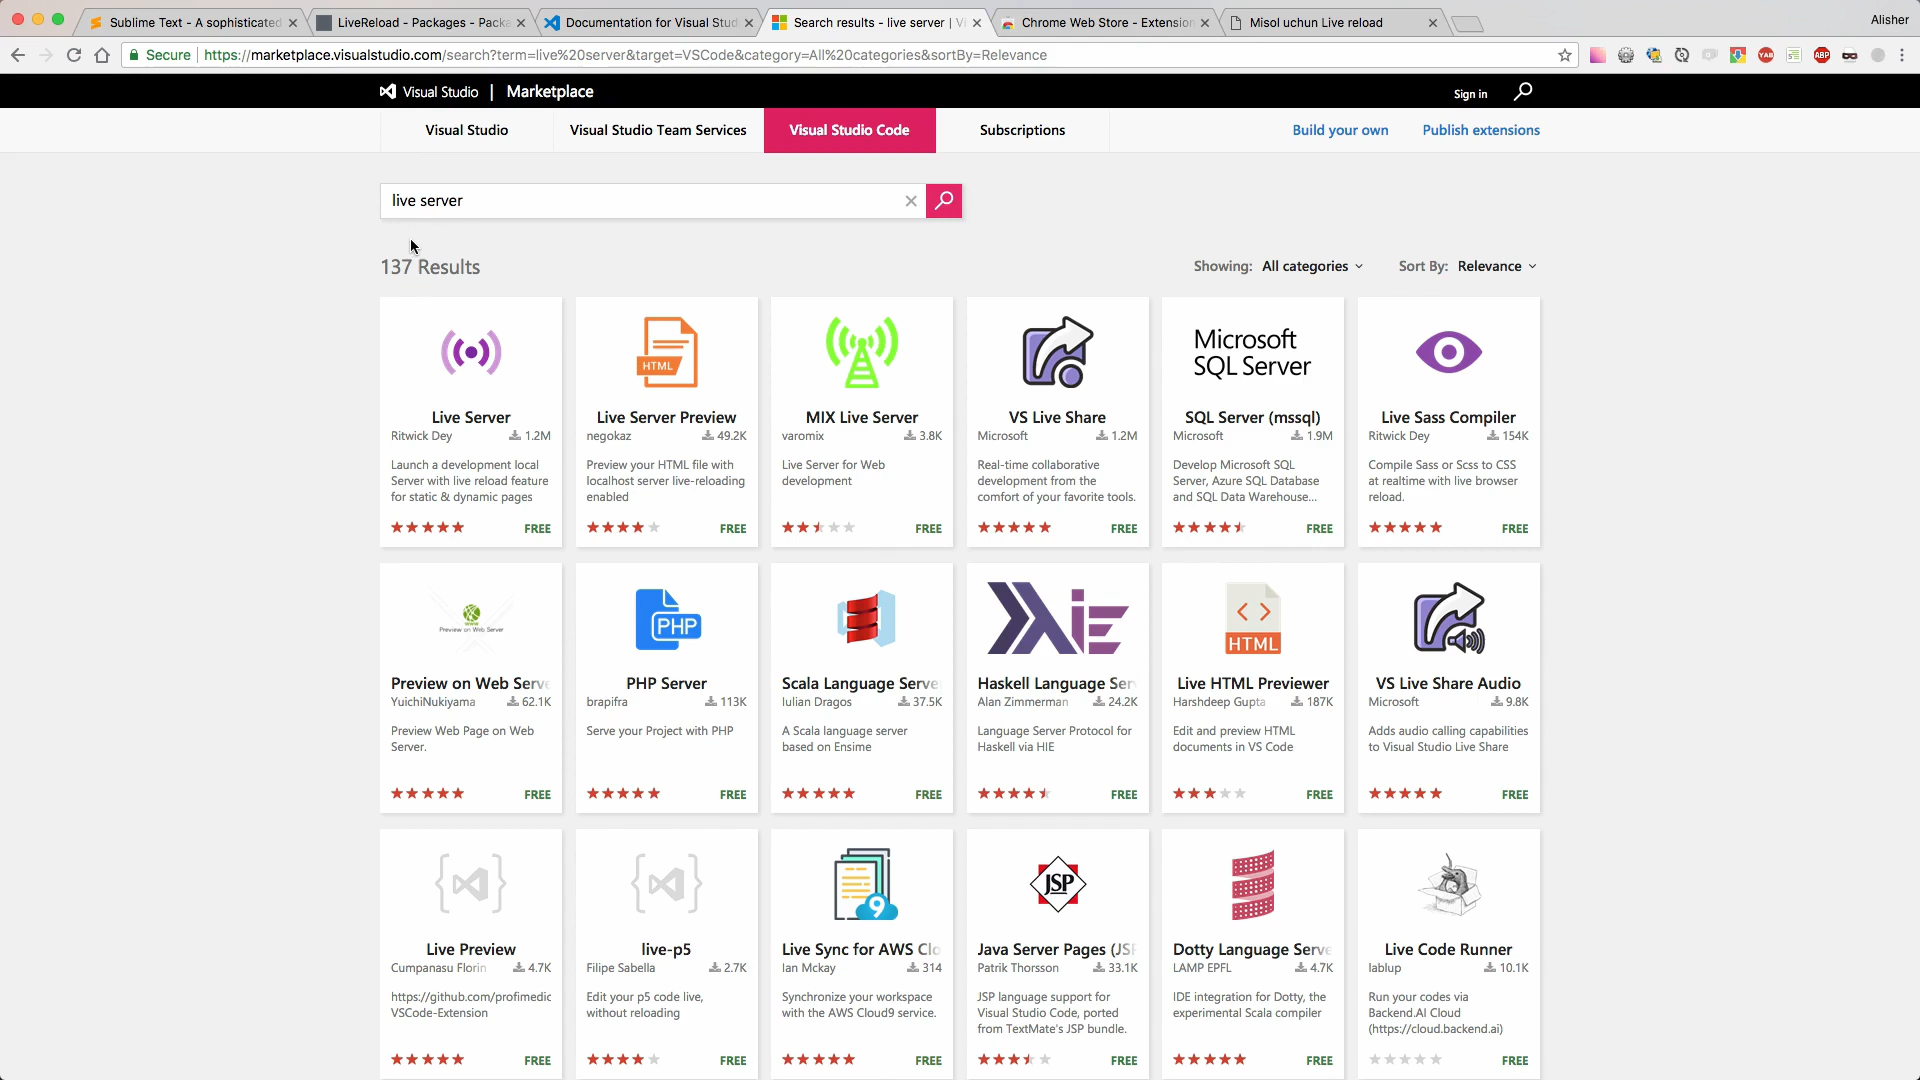 Sublime Text - A sophisticated
LiveReload - Packages - Packa
Documentation for Visual Stud
Search results - live server | Vi
Chrome Web Store - Extension
Misol uchun Live reload
Alisher
Secure
https://marketplace.visualstudio.com/search?term=live%20server&target=VSCode&category=All%20categories&sortBy=Relevance
YAB
ABP
Visual Studio | Marketplace
Sign in
Visual Studio
Visual Studio Team Services
Visual Studio Code
Subscriptions
Build your own
Publish extensions
live server
137 Results
Showing: All categories
Sort By: Relevance
HTML
Microsoft
SQL Server
Live Server
Ritwick Dey 1.2M
Launch a development local
Server with live reload feature
for static & dynamic pages
FREE
Live Server Preview
negokaz 49.2K
Preview your HTML file with
localhost server live-reloading
enabled
FREE
MIX Live Server
varomix 3.8K
Live Server for Web
development
FREE
VS Live Share
Microsoft 1.2M
Real-time collaborative
development from the
comfort of your favorite tools.
FREE
SQL Server (mssql)
Microsoft 1.9M
Develop Microsoft SQL
Server, Azure SQL Database
and SQL Data Warehouse...
FREE
Live Sass Compiler
Ritwick Dey 154K
Compile Sass or Scss to CSS
at realtime with live browser
reload.
FREE
www
Preview on Web Server
Preview on Web Serve
YuichiNukiyama 62.1K
Preview Web Page on Web
Server.
FREE
PHP
PHP Server
brapifra 113K
Serve your Project with PHP
FREE
Scala Language Serve
Iulian Dragos 37.5K
A Scala language server
based on Ensime
FREE
Haskell Language Serv
Alan Zimmerman 24.2K
Language Server Protocol for
Haskell via HIE
FREE
HTML
Live HTML Previewer
Harshdeep Gupta 187K
Edit and preview HTML
documents in VS Code
FREE
VS Live Share Audio
Microsoft 9.8K
Adds audio calling capabilities
to Visual Studio Live Share
FREE
Live Preview
Cumpanasu Florin 4.7K
https://github.com/profimedic
VSCode-Extension
FREE
live-p5
Filipe Sabella 2.7K
Edit your p5 code live,
without reloading
FREE
9
Live Sync for AWS Clo
Ian Mckay 314
Synchronize your workspace
with the AWS Cloud9 service.
FREE
JSP
Java Server Pages (JSP
Patrik Thorsson 33.1K
JSP language support for
Visual Studio Code, ported
from TextMate's JSP bundle.
FREE
Dotty Language Serve
LAMP EPFL 4.7K
IDE integration for Dotty, the
experimental Scala compiler
FREE
Live Code Runner
lablup 10.1K
Run your codes via
Backend.AI Cloud
(https://cloud.backend.ai)
FREE